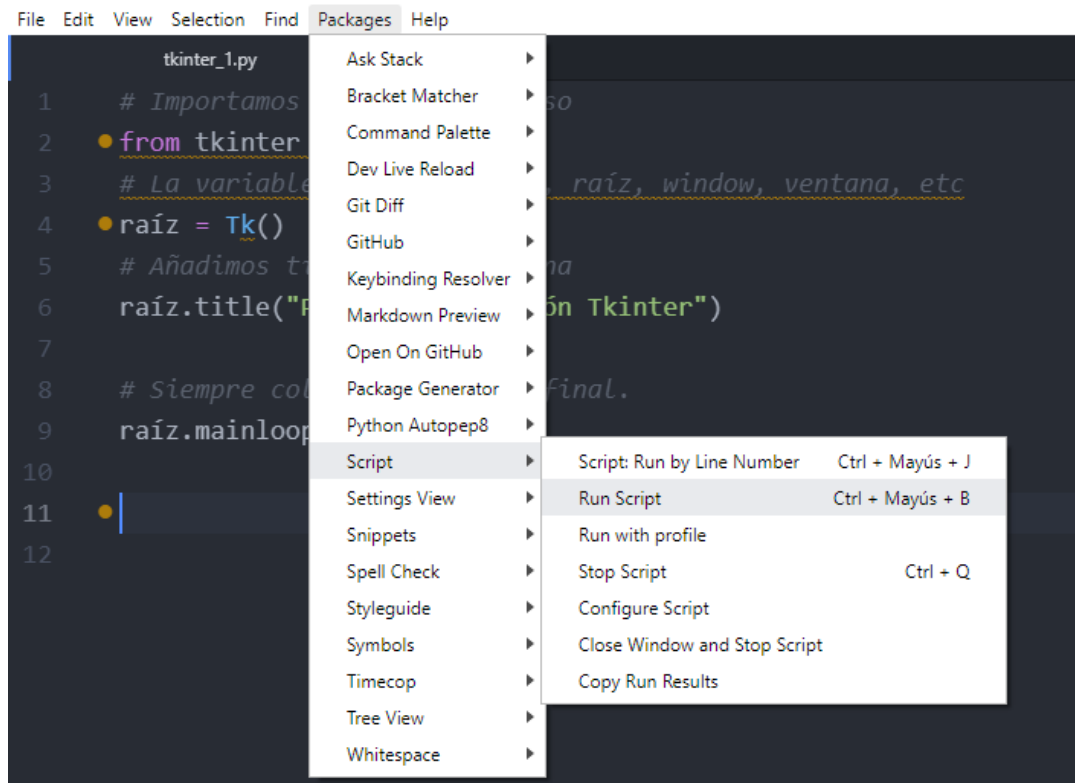 File Edit View Selection Find Packages Help
tkinter_1.py
Ask Stack
Bracket Matcher
Command Palette
Dev Live Reload
Git Diff
GitHub
Keybinding Resolver
Markdown Preview
Open On GitHub
Package Generator
Python Autopep8
Script
Settings View
Snippets
Spell Check
Styleguide
Symbols
Timecop
Tree View
Whitespace
Script: Run by Line Number Ctrl + Mayús + J
Run Script Ctrl + Mayús + B
Run with profile
Stop Script Ctrl + Q
Configure Script
Close Window and Stop Script
Copy Run Results
1 # Importamos so
2 from tkinter
3 # La variable , raíz, window, ventana, etc
4 raíz = Tk()
5 # Añadimos tí na
6 raíz.title("P ón Tkinter")
7
8 # Siempre col final.
9 raíz.mainloop
10
11
12